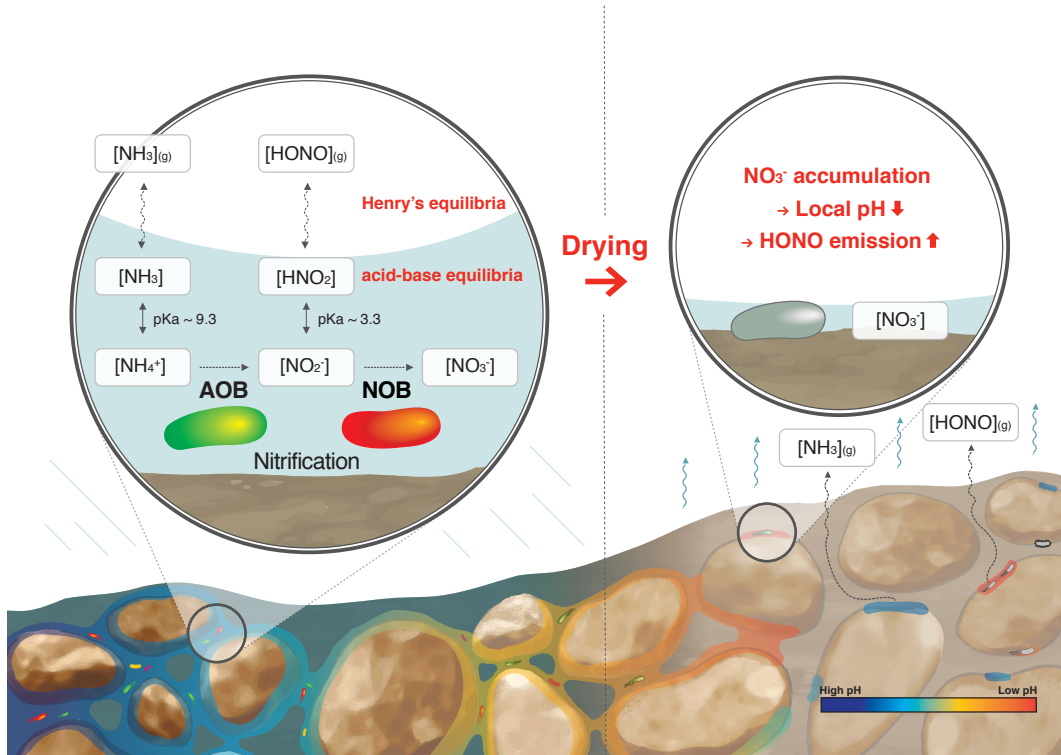 [NH₃](g)
[HONO](g)
Henry's equilibria
[NH₃]
[HNO₂]
acid-base equilibria
pKa ~ 9.3
pKa ~ 3.3
[NH₄⁺]
[NO₂⁻]
[NO₃⁻]
AOB
NOB
Nitrification
Drying
→
NO₃⁻ accumulation
→ Local pH ⬇
→ HONO emission ⬆
[NO₃⁻]
[NH₃](g)
[HONO](g)
High pH
Low pH